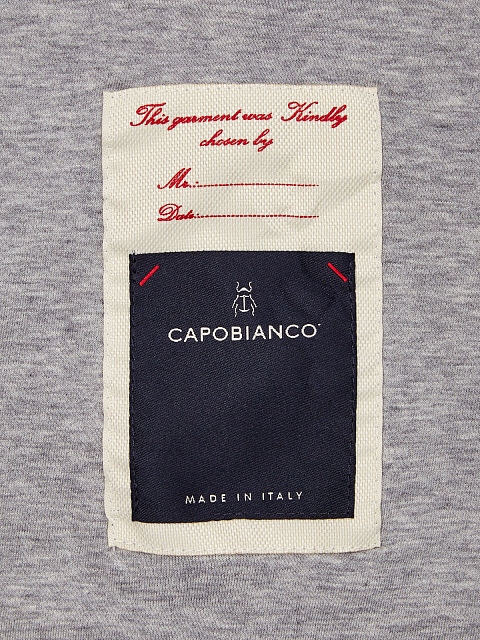 This garment was Kindly
chosen by
Mr.:
Date:
CAPOBIANCO
MADE IN ITALY